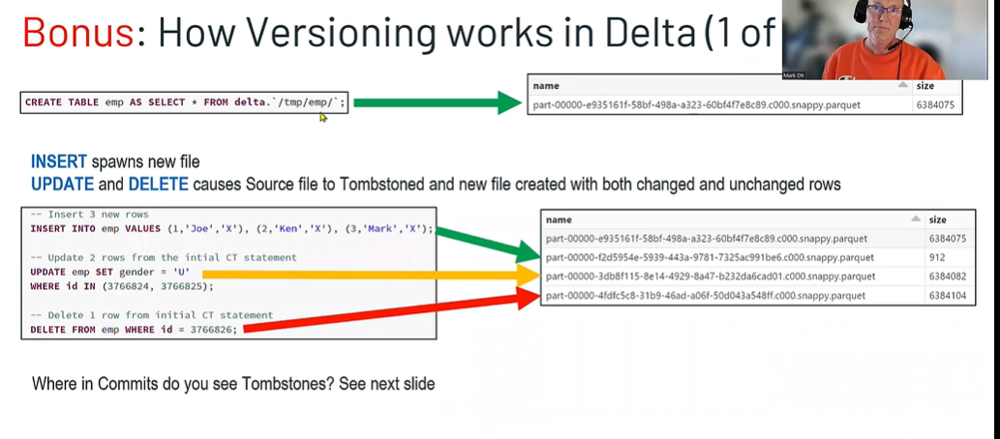 Bonus: How Versioning works in Delta (1 of
Mark Ott
CREATE TABLE emp AS SELECT * FROM delta.`/tmp/emp/`;
name size
part-00000-e935161f-58bf-498a-a323-60bf4f7e8c89.c000.snappy.parquet 6384075
INSERT spawns new file
UPDATE and DELETE causes Source file to Tombstoned and new file created with both changed and unchanged rows
-- Insert 3 new rows
INSERT INTO emp VALUES (1,'Joe','X'), (2,'Ken','X'), (3,'Mark','X');
-- Update 2 rows from the intial CT statement
UPDATE emp SET gender = 'U'
WHERE id IN (3766824, 3766825);
-- Delete 1 row from initial CT statement
DELETE FROM emp WHERE id = 3766826;
name size
part-00000-e935161f-58bf-498a-a323-60bf4f7e8c89.c000.snappy.parquet 6384075
part-00000-f2d5954e-5939-443a-9781-7325ac991be6.c000.snappy.parquet 912
part-00000-3db8f115-8e14-4929-8a47-b232da6cad01.c000.snappy.parquet 6384082
part-00000-4fdfc5c8-31b9-46ad-a06f-50d043a548ff.c000.snappy.parquet 6384104
Where in Commits do you see Tombstones? See next slide